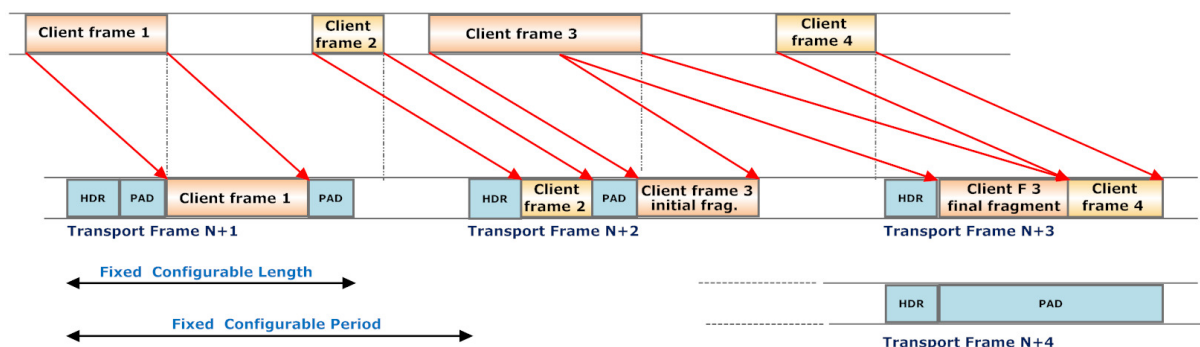 Client frame 1
Client
frame 2
Client frame 3
Client
frame 4
HDR
PAD
Client frame 1
PAD
HDR
Client
frame 2
PAD
Client frame 3
initial frag.
HDR
Client F 3
final fragment
Client
frame 4
Transport Frame N+1
Transport Frame N+2
Transport Frame N+3
Fixed Configurable Length
HDR
PAD
Fixed Configurable Period
Transport Frame N+4